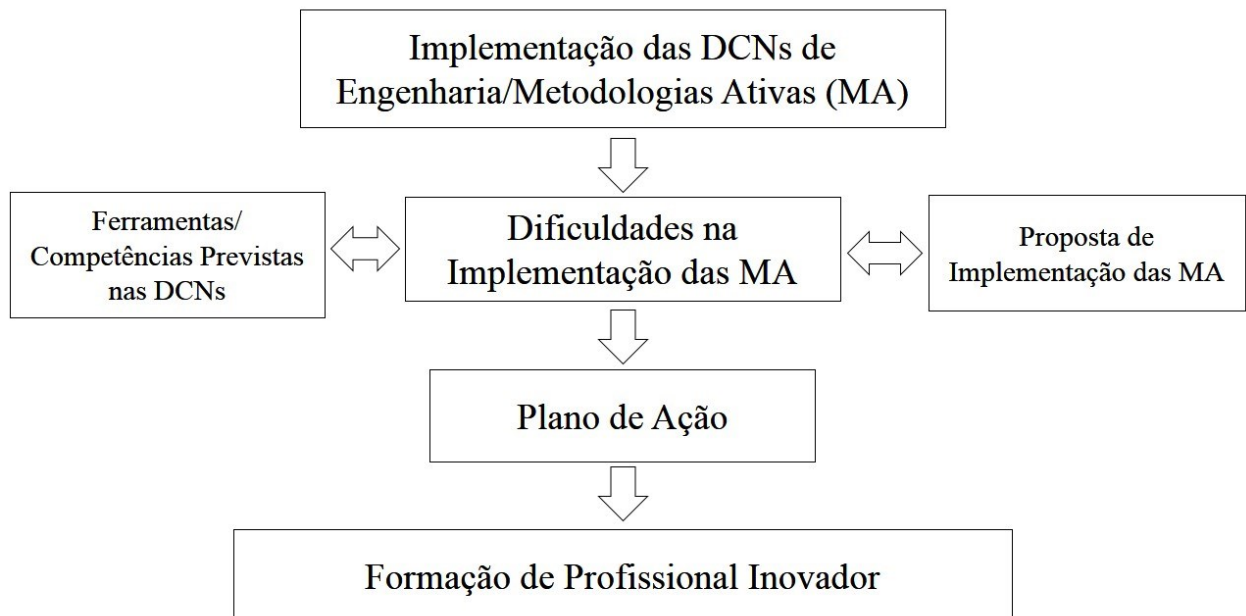 Implementação das DCNs de
Engenharia/Metodologias Ativas (MA)
Ferramentas/
Competências Previstas
nas DCNs
Dificuldades na
Implementação das MA
Proposta de
Implementação das MA
Plano de Ação
Formação de Profissional Inovador